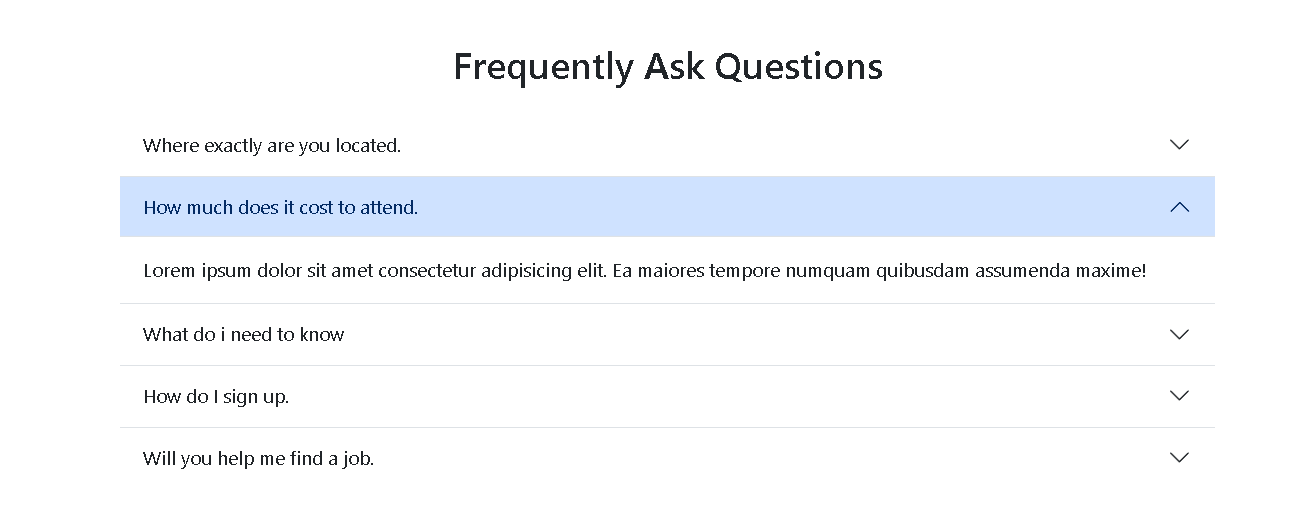 Frequently Ask Questions
Where exactly are you located.
How much does it cost to attend.
Lorem ipsum dolor sit amet consectetur adipisicing elit. Ea maiores tempore numquam quibusdam assumenda maxime!
What do i need to know
How do I sign up.
Will you help me find a job.